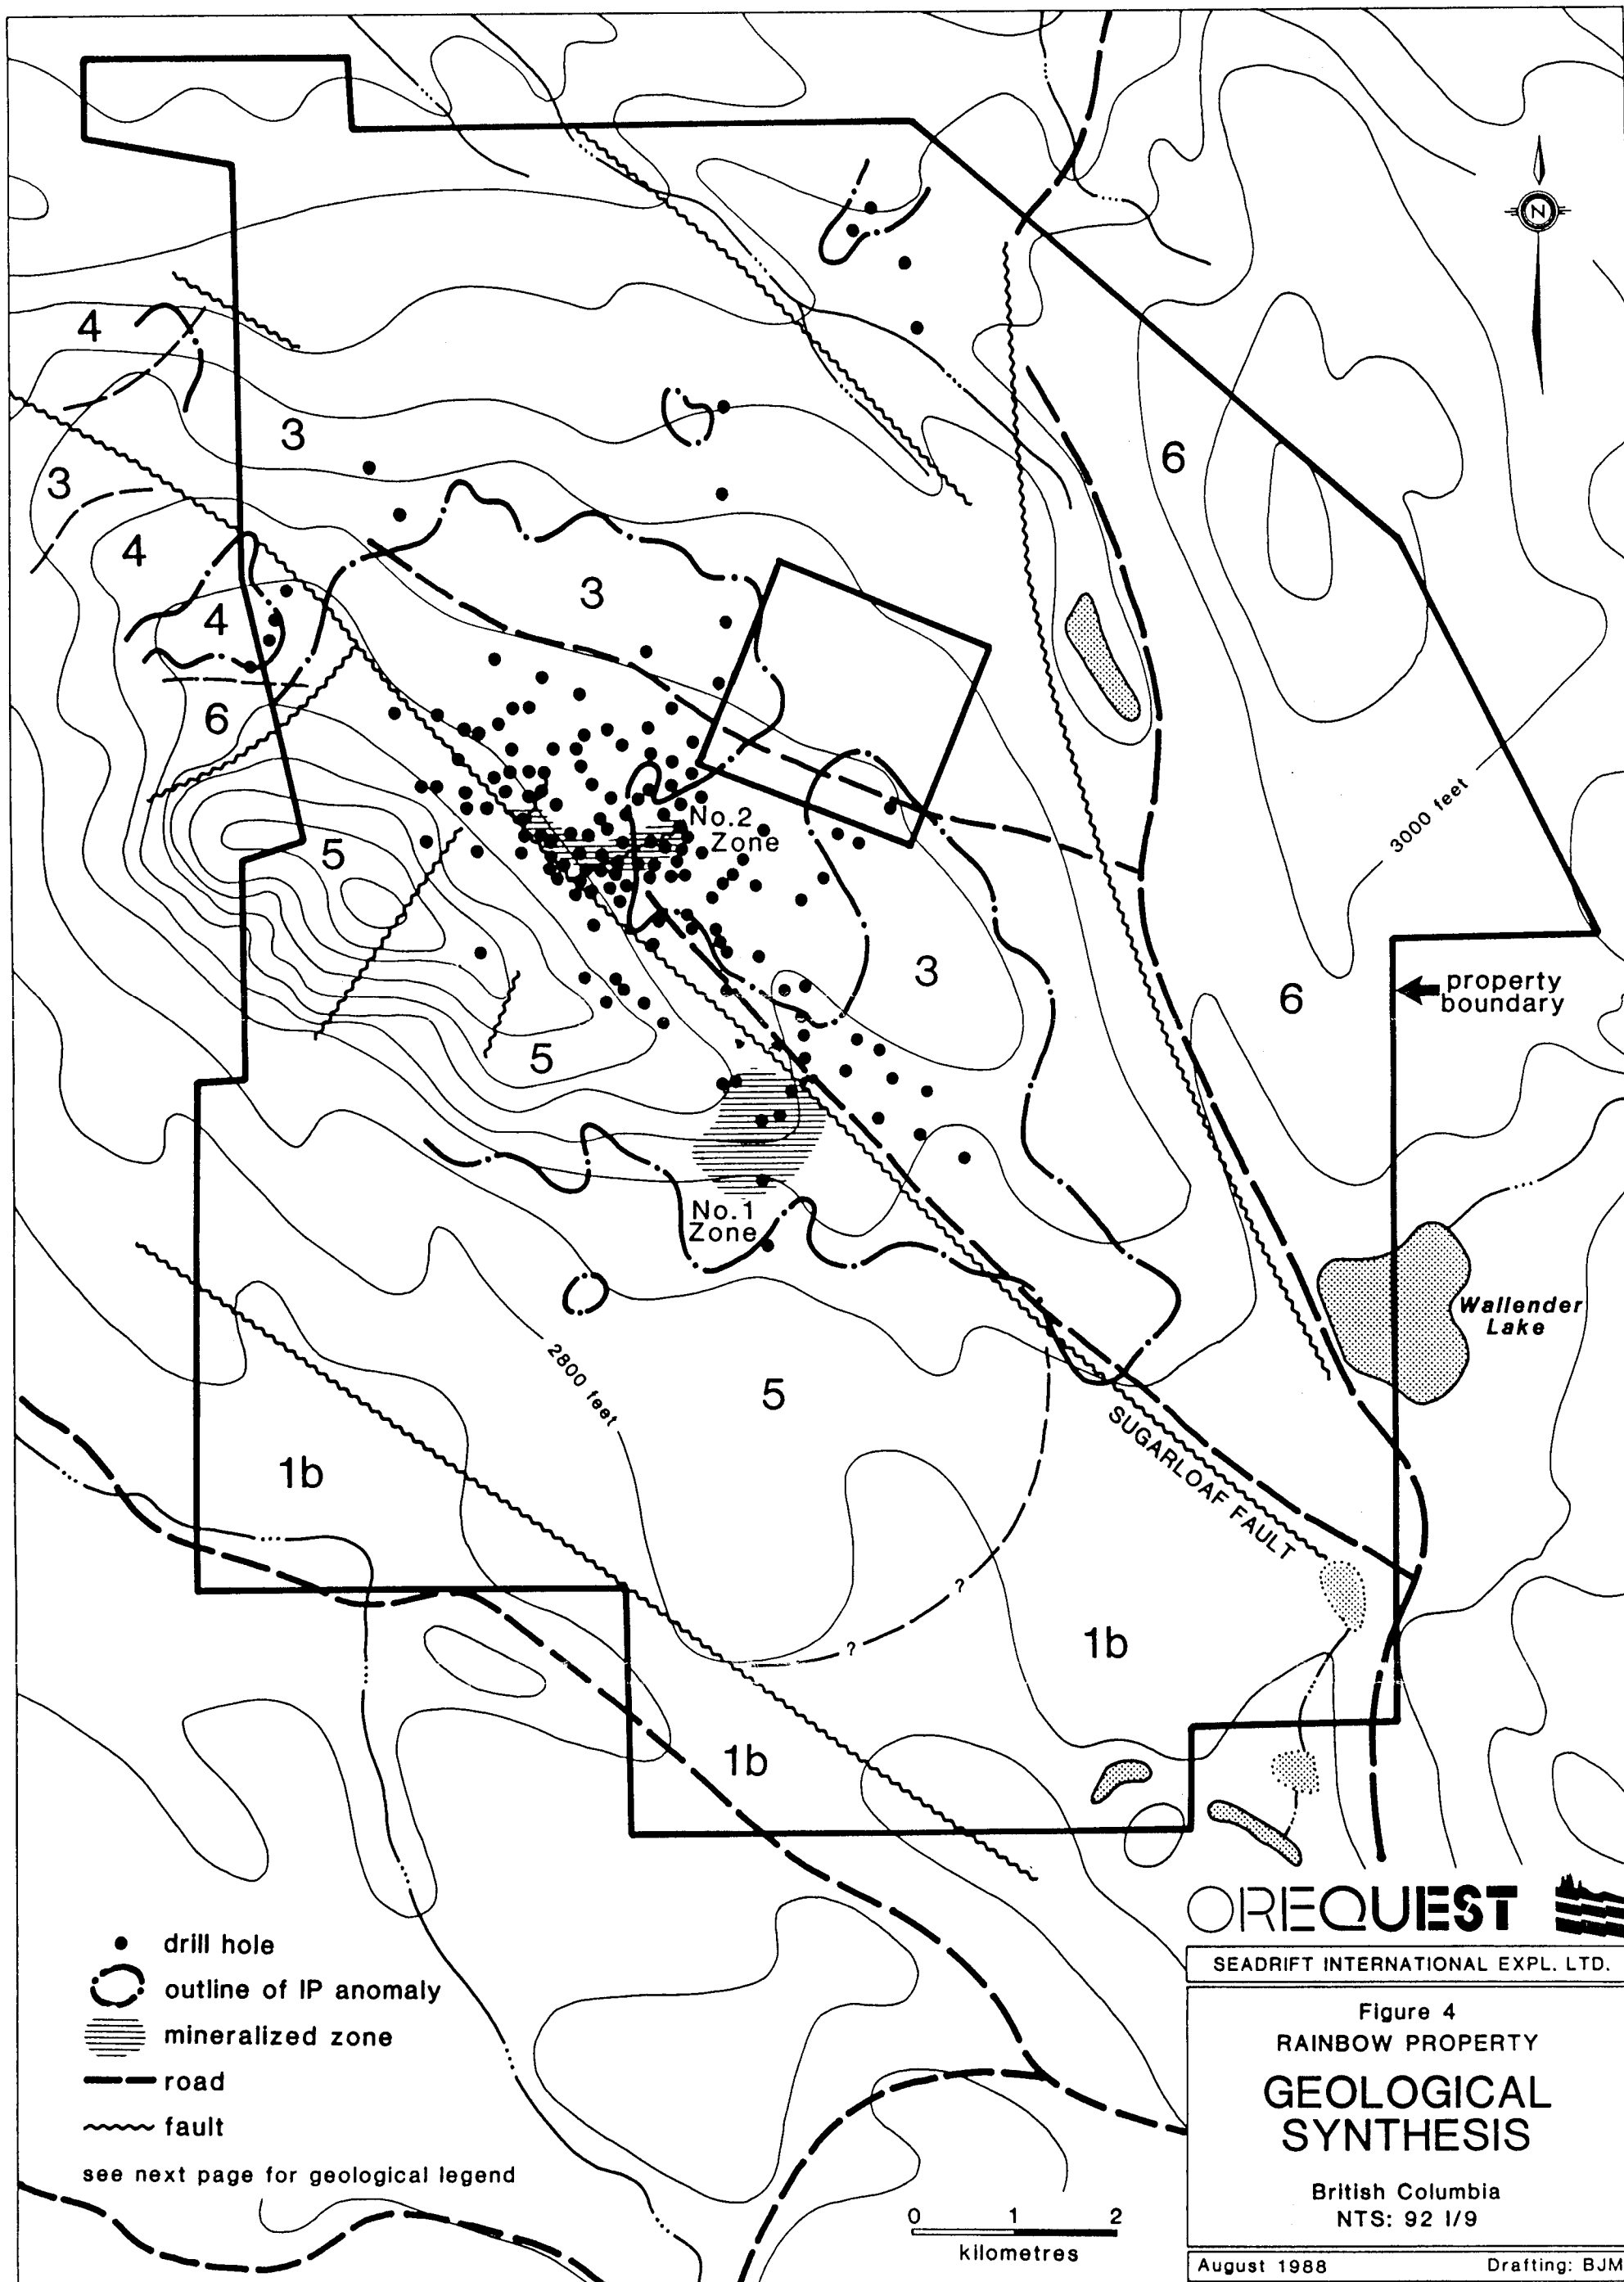 N
4
3
6
3
4
3
4
6
No.2
Zone
3000 feet
5
3
property
boundary
6
5
No.1
Zone
Wallender
Lake
2800 feet
5
SUGARLOAF FAULT
1b
?
?
1b
1b
OREQUEST
SEADRIFT INTERNATIONAL EXPL. LTD.
drill hole
outline of IP anomaly
mineralized zone
road
fault
see next page for geological legend
Figure 4
RAINBOW PROPERTY
GEOLOGICAL
SYNTHESIS
British Columbia
NTS: 92 I/9
0 1 2
kilometres
August 1988 Drafting: BJM